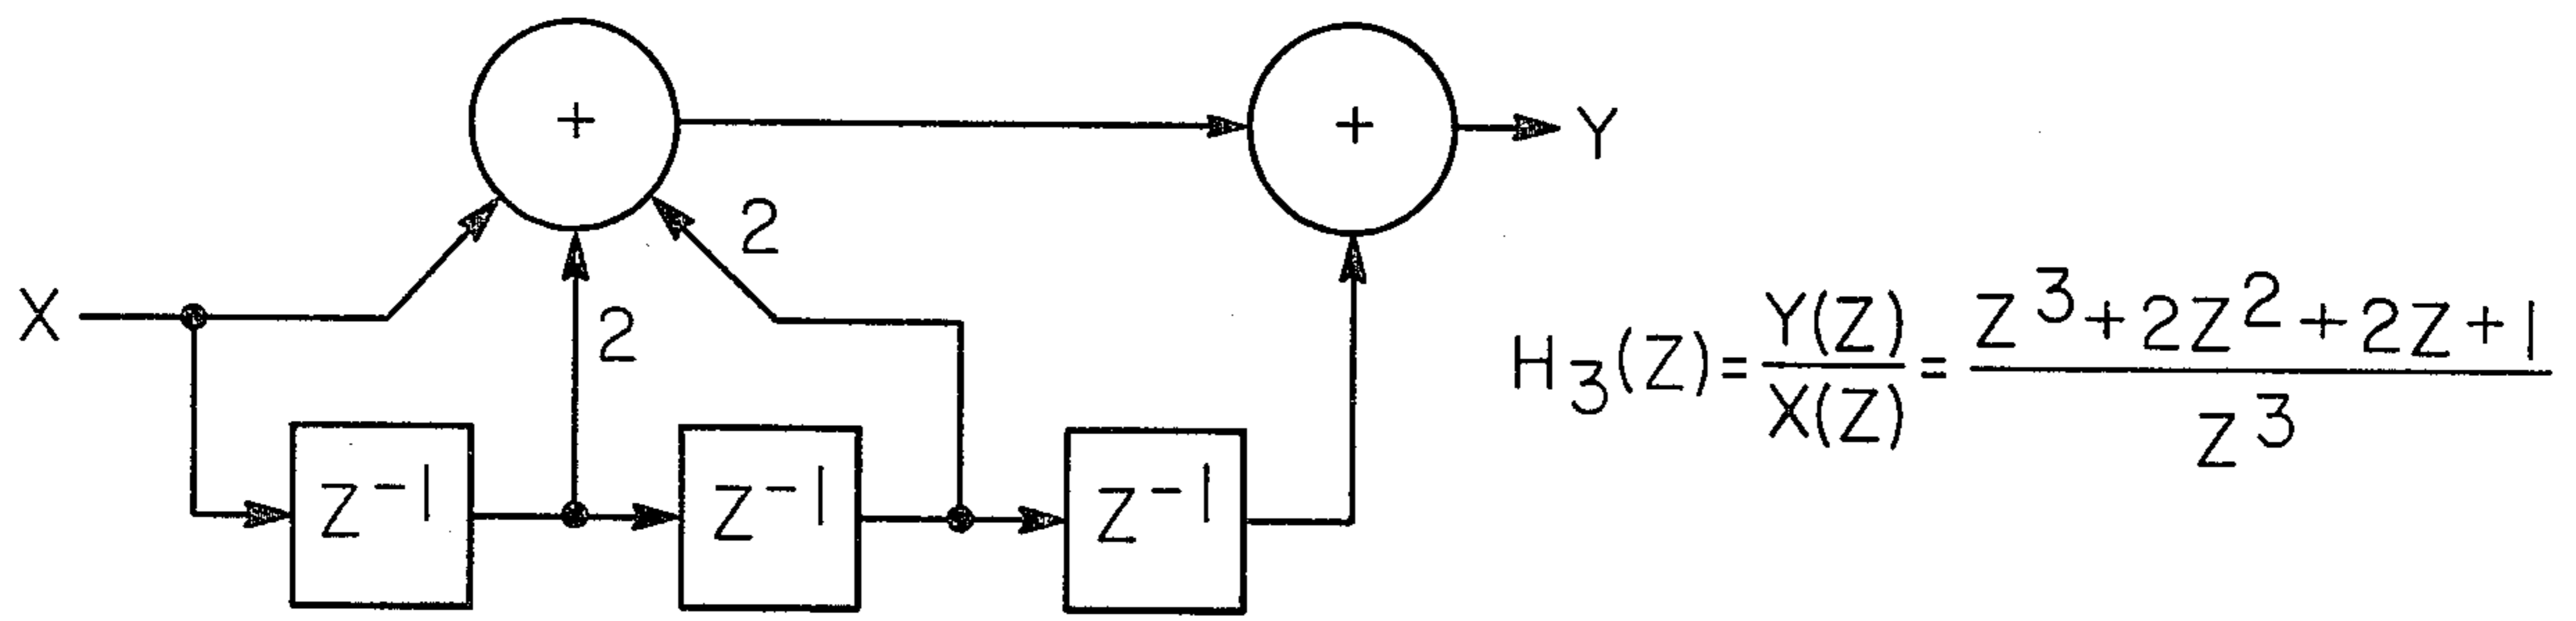 + + Y
2
X 2
H₃(Z) = Y(Z)/X(Z) = (Z³+2Z²+2Z+1)/Z³
Z⁻¹ Z⁻¹ Z⁻¹